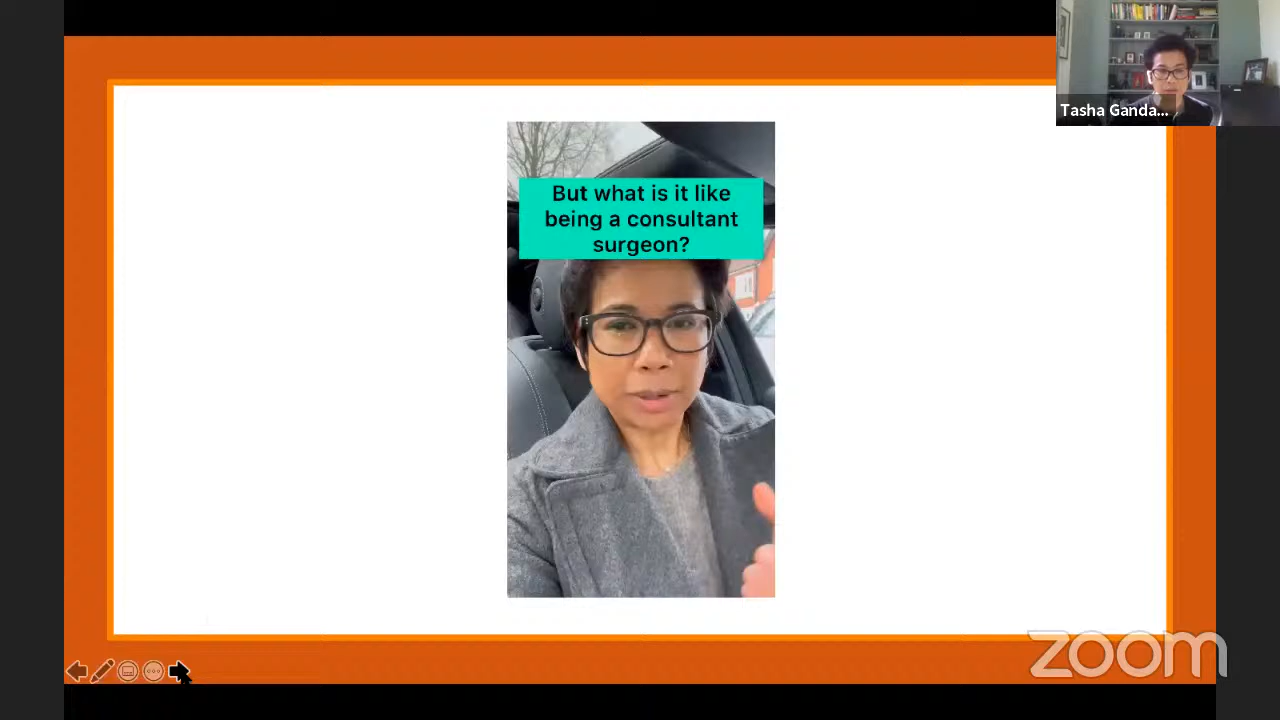 Tasha Ganda...
But what is it like
being a consultant
surgeon?
zoom